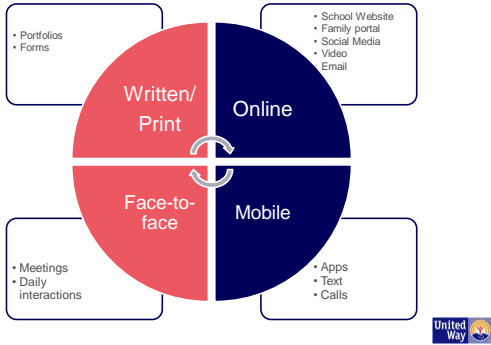 • Portfolios
• Forms
Written/
Print
• School Website
• Family portal
• Social Media
• Video
• Email
Online
Face-to-
face
• Meetings
• Daily
interactions
Mobile
• Apps
• Text
• Calls
United
Way